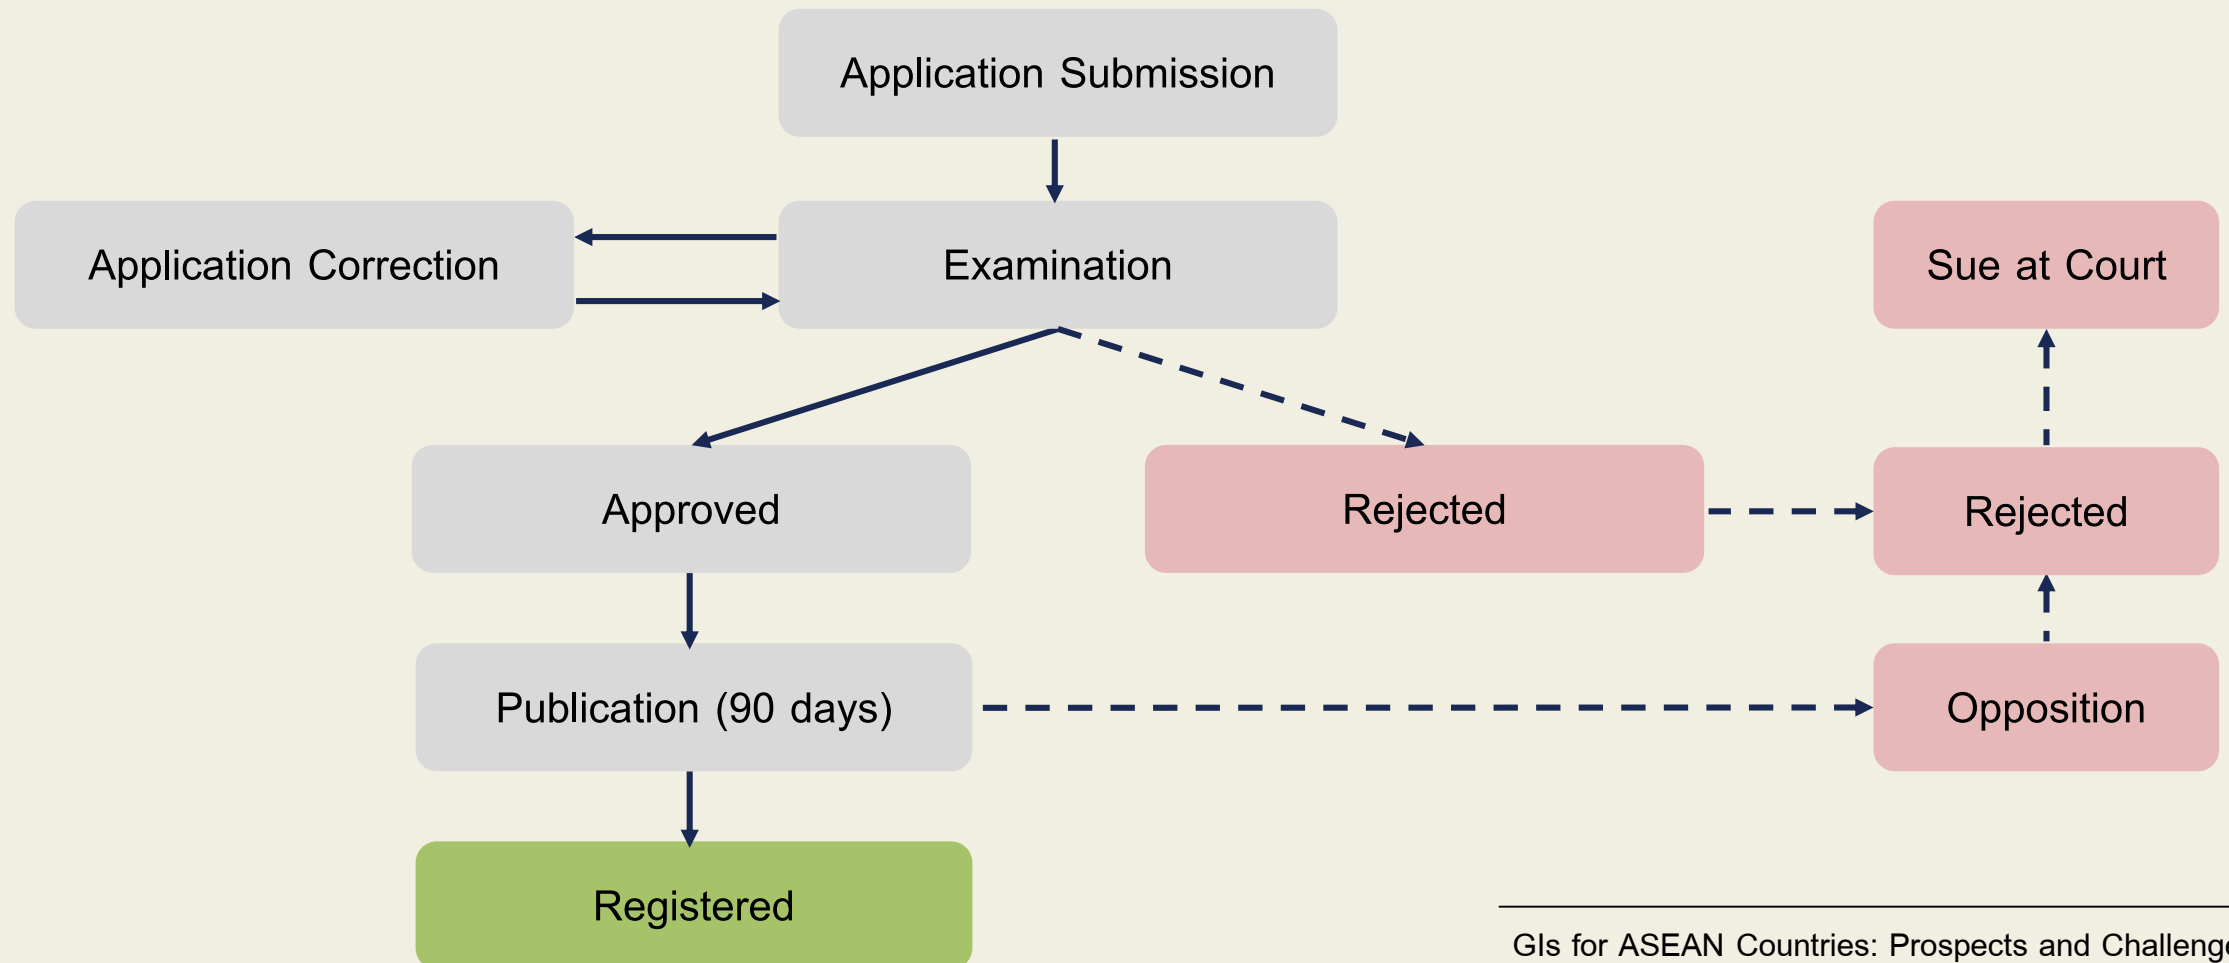 Application Submission
Application Correction
Examination
Sue at Court
Approved
Rejected
Rejected
Publication (90 days)
Opposition
Registered
GIs for ASEAN Countries: Prospects and Challenge